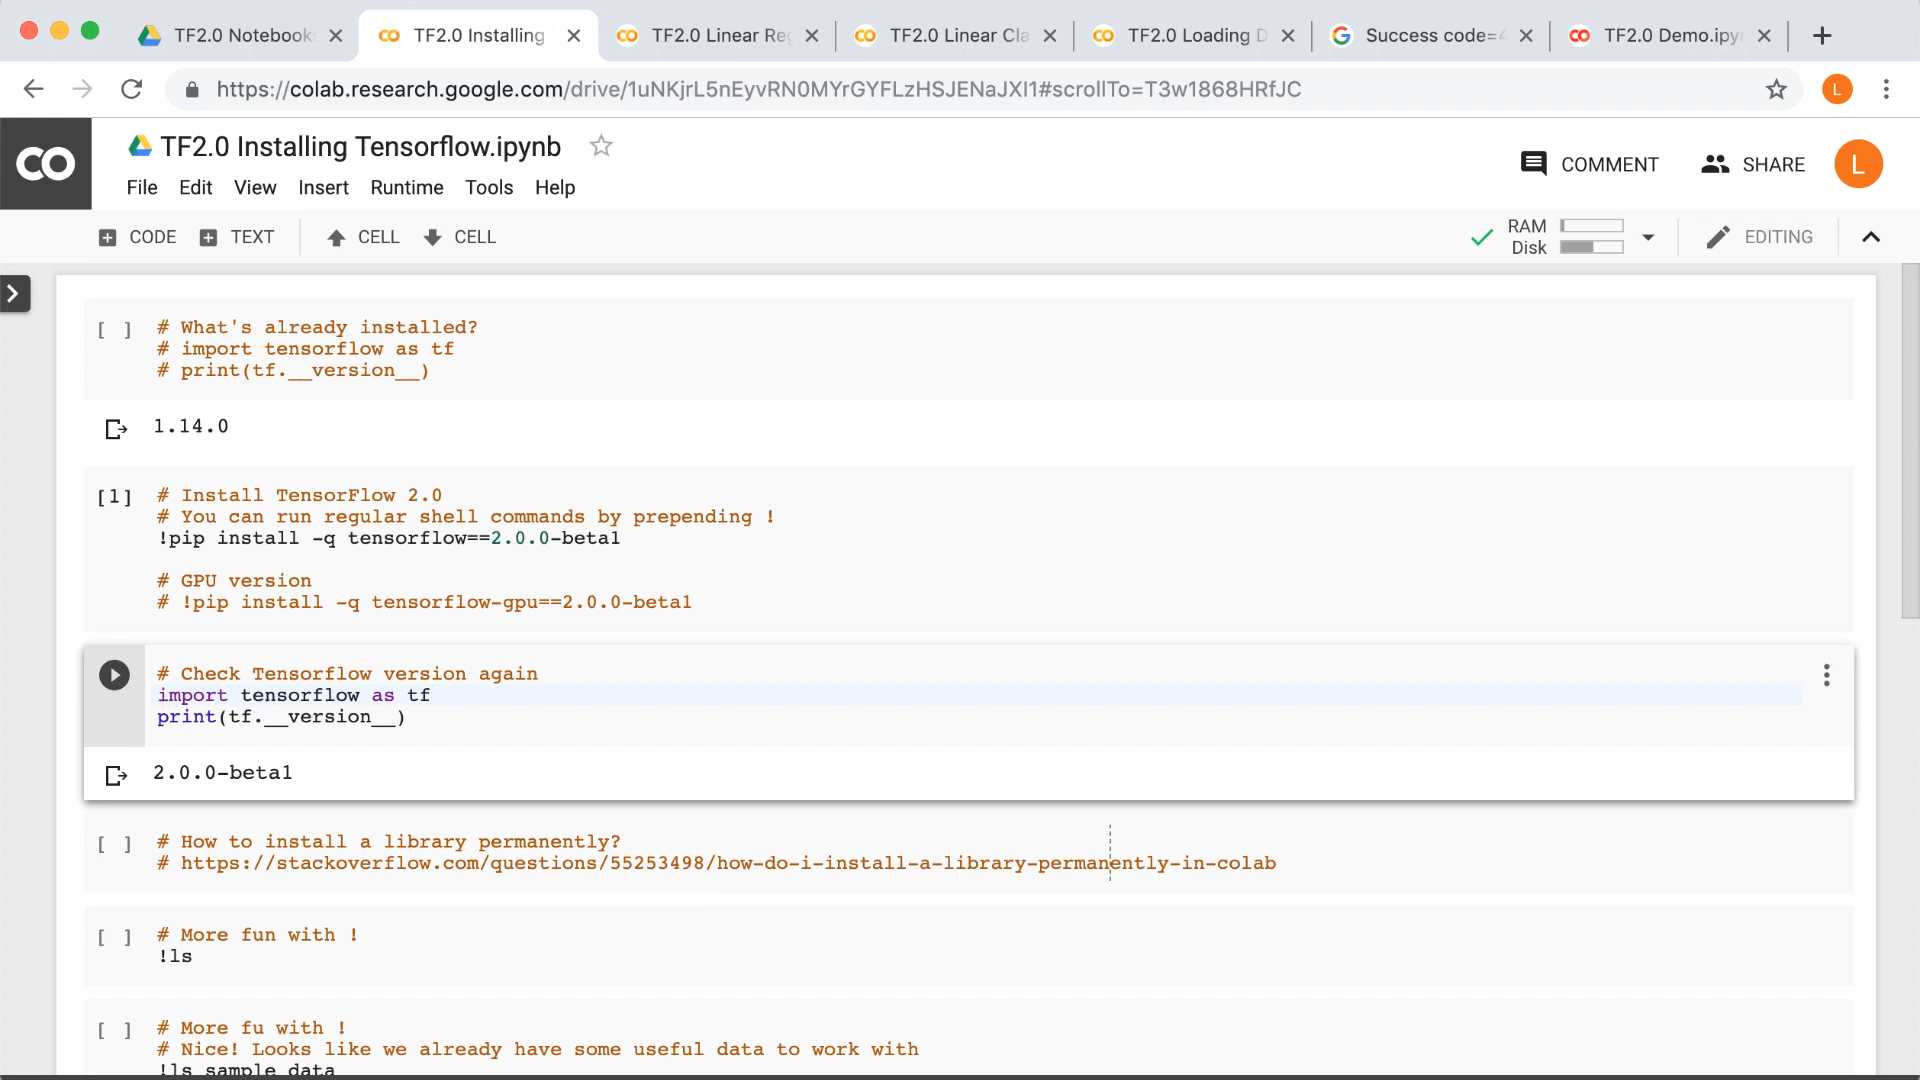 TF2.0 Notebook
TF2.0 Installing
TF2.0 Linear Reg
TF2.0 Linear Cla
TF2.0 Loading D
Success code=4
TF2.0 Demo.ipy
https://colab.research.google.com/drive/1uNKjrL5nEyvRN0MYrGYFLzHSJENaJXI1#scrollTo=T3w1868HRfJC
L
CO
TF2.0 Installing Tensorflow.ipynb
COMMENT
SHARE
L
File Edit View Insert Runtime Tools Help
CODE TEXT CELL CELL
RAM
Disk
EDITING
[ ] # What's already installed?
# import tensorflow as tf
# print(tf.__version__)
1.14.0
[1] # Install TensorFlow 2.0
# You can run regular shell commands by prepending !
!pip install -q tensorflow==2.0.0-beta1
# GPU version
# !pip install -q tensorflow-gpu==2.0.0-beta1
# Check Tensorflow version again
import tensorflow as tf
print(tf.__version__)
2.0.0-beta1
[ ] # How to install a library permanently?
# https://stackoverflow.com/questions/55253498/how-do-i-install-a-library-permanently-in-colab
[ ] # More fun with !
!ls
[ ] # More fu with !
# Nice! Looks like we already have some useful data to work with
!ls sample_data